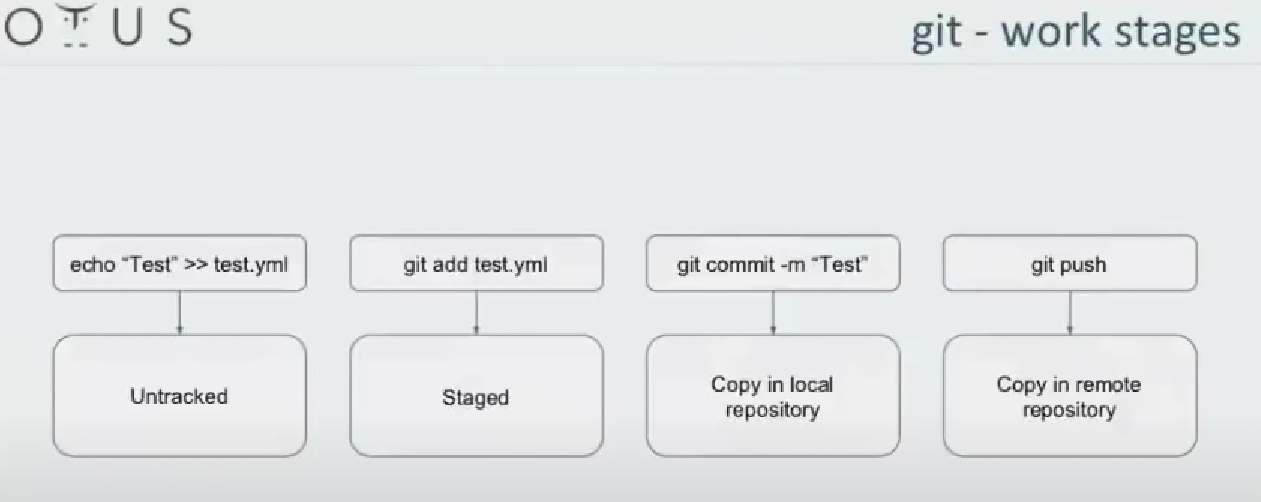 OTUS
git - work stages
echo “Test” >> test.yml
git add test.yml
git commit -m “Test”
git push
Untracked
Staged
Copy in local
repository
Copy in remote
repository